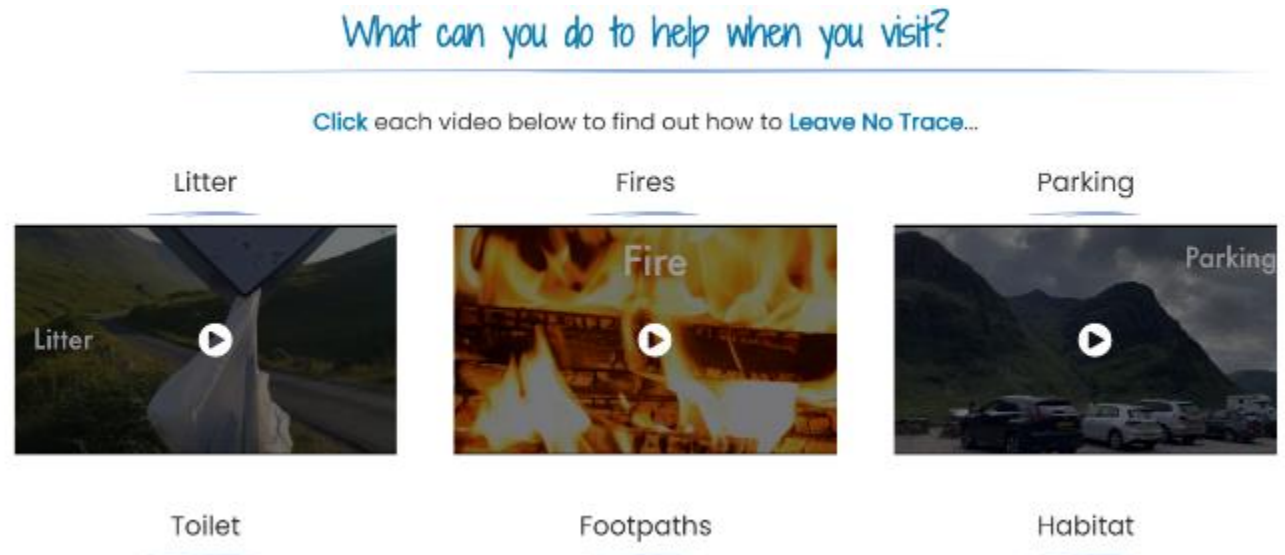 What can you do to help when you visit?
Click each video below to find out how to Leave No Trace...
Litter
Fires
Parking
Litter
Fire
Parking
Toilet
Footpaths
Habitat